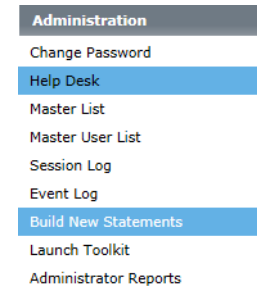 Administration
Change Password
Help Desk
Master List
Master User List
Session Log
Event Log
Build New Statements
Launch Toolkit
Administrator Reports